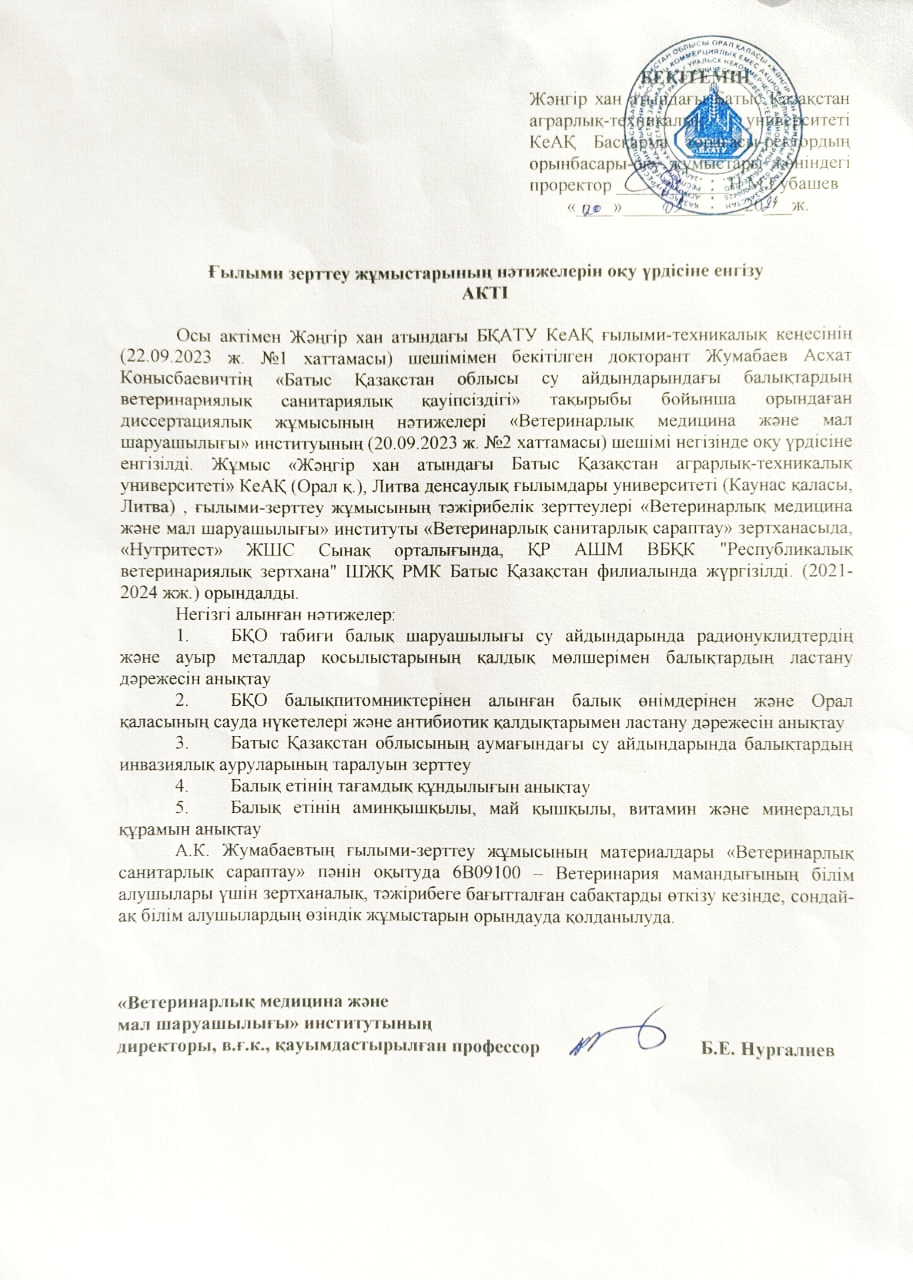 БЕКІТЕМІН
Жәңгір хан атындағы Батыс Қазақстан
аграрлық-техникалық университеті
КеАҚ Басқарма төрағасы-ректордың
орынбасары-оқу жұмыстары жөніндегі
проректор
« 20 » 20 24 ж.
Ғылыми зерттеу жұмыстарының нәтижелерін оқу үрдісіне енгізу
АКТІ
Осы актімен Жәңгір хан атындағы БҚАТУ КеАҚ ғылыми-техникалық кеңесінің
(22.09.2023 ж. №1 хаттамасы) шешімімен бекітілген докторант Жумабаев Асхат
Конысбаевичтің «Батыс Қазақстан облысы су айдындарындағы балықтардың
ветеринариялық санитариялық қауіпсіздігі» тақырыбы бойынша орындаған
диссертациялық жұмысының нәтижелері «Ветеринарлық медицина және мал
шаруашылығы» институының (20.09.2023 ж. №2 хаттамасы) шешімі негізінде оқу үрдісіне
енгізілді. Жұмыс «Жәңгір хан атындағы Батыс Қазақстан аграрлық-техникалық
университеті» КеАҚ (Орал қ.), Литва денсаулық ғылымдары университеті (Каунас қаласы,
Литва) , ғылыми-зерттеу жұмысының тәжірибелік зерттеулері «Ветеринарлық медицина
және мал шаруашылығы» институты «Ветеринарлық санитарлық сараптау» зертханасыда,
«Нутритест» ЖШС Сынақ орталығында, ҚР АШМ ВБҚК "Республикалық
ветеринариялық зертхана" ШЖҚ РМК Батыс Қазақстан филиалында жүргізілді. (2021-
2024 жж.) орындалды.
Негізгі алынған нәтижелер:
1. БҚО табиғи балық шаруашылығы су айдындарында радионуклидтердің
және ауыр металдар қосылыстарының қалдық мөлшерімен балықтардың ластану
дәрежесін анықтау
2. БҚО балықпитомниктерінен алынған балық өнімдерінен және Орал
қаласының сауда нүкетелері және антибиотик қалдықтарымен ластану дәрежесін анықтау
3. Батыс Қазақстан облысының аумағындағы су айдындарында балықтардың
инвазиялық ауруларының таралуын зерттеу
4. Балық етінің тағамдық құндылығын анықтау
5. Балық етінің аминқышқылы, май қышқылы, витамин және минералды
құрамын анықтау
А.К. Жумабаевтың ғылыми-зерттеу жұмысының материалдары «Ветеринарлық
санитарлық сараптау» пәнін оқытуда 6В09100 – Ветеринария мамандығының білім
алушылары үшін зертханалық, тәжірибеге бағытталған сабақтарды өткізу кезінде, сондай-
ақ білім алушылардың өзіндік жұмыстарын орындауда қолданылуда.
«Ветеринарлық медицина және
мал шаруашылығы» институтының
директоры, в.ғ.к., қауымдастырылған профессор Б.Е. Нургалиев